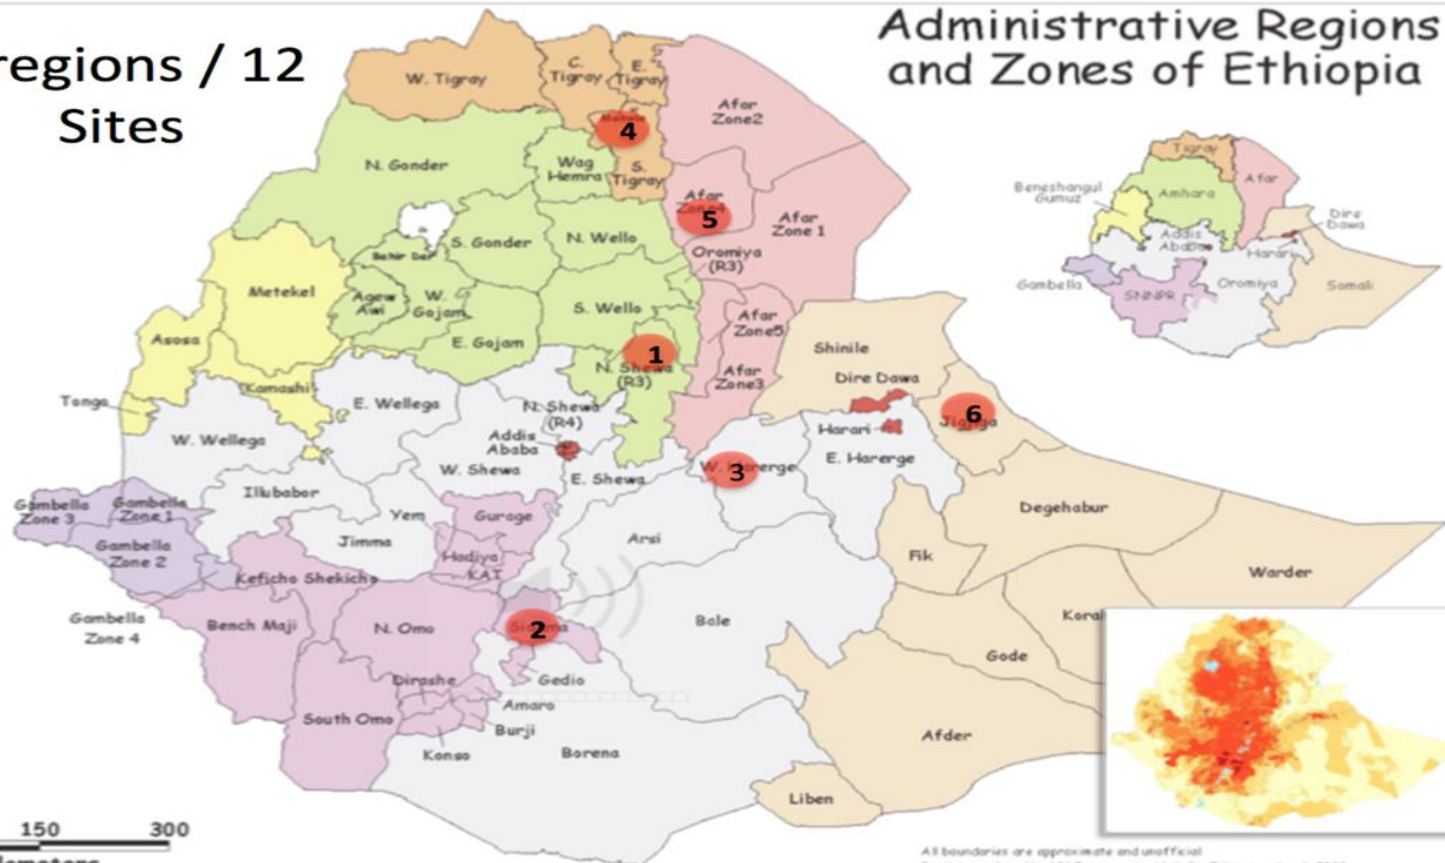 regions / 12
Sites
Administrative Regions
and Zones of Ethiopia
W. Tigray
C.
Tigray
E.
Tigray
Afar
Zone2
4
N. Gonder
Wag
Hemra
S.
Tigray
Afar
5
Afar
Zone 1
S. Gonder
N. Wello
Oromiya
(R3)
Bahir Dar
Metekel
Agew
Awi
W.
Gojam
S. Wello
Afar
Zone5
Asosa
E. Gojam
1
N. Shewa
(R3)
Afar
Zone3
Shinile
Dire Dawa
Kamashi
Tongo
E. Wellega
N. Shewa
(R4)
6
Jigjiga
W. Wellega
Addis
Ababa
Harari
W. Shewa
E. Shewa
3
W. Harerge
E. Harerge
Illubabor
Gambella
Zone 3
Gambella
Zone 1
Yem
Gurage
Degehabur
Gambella
Zone 2
Jimma
Arsi
Hadiya
KAT
Fik
Keficho Shekicho
Warder
Gambella
Zone 4
Bench Maji
N. Omo
2
Bale
Gode
Dirashe
Gedio
Amaro
South Omo
Burji
Konso
Borena
Afder
Liben
150 300
Tigray
Afar
Beneshangul
Gumuz
Amhara
Dire
Dawa
Addis
Ababa
Harari
Gambella
SNNPR
Oromiya
Somali
All boundaries are approximate and unofficial